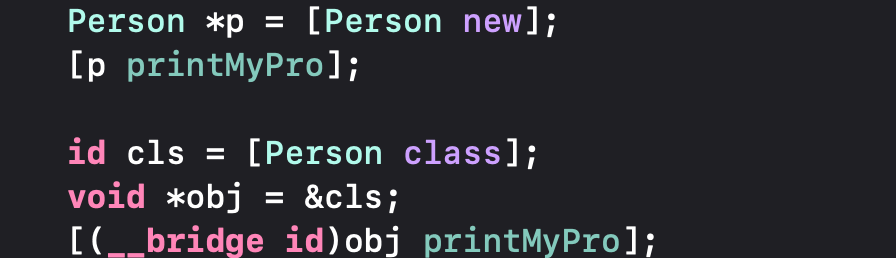 Person *p = [Person new];
[p printMyPro];
id cls = [Person class];
void *obj = &cls;
[(__bridge id)obj printMyPro];